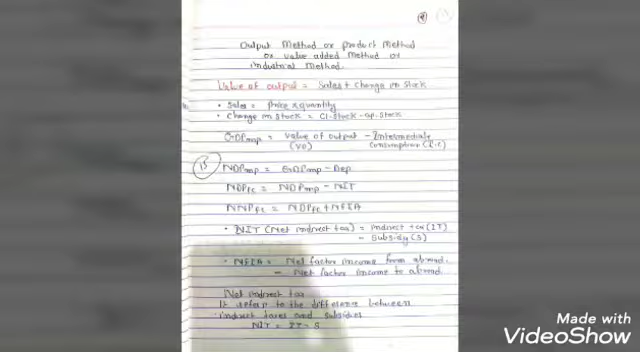 Output Method or product Method
or value added Method or
industrial Method.
Value of output = Sales + Change in Stock
• Sales = price x quantity
• Change in stock = Cl. Stock - op. Stock
GDPmp = value of output - Intermediate
(VO) Consumption (I.C)
NDPmp = GDPmp - Dep
NDPFC = NDPmp - NIT
NNPFC = NDPFC + NFIA
• NIT (Net indirect tax) = indirect tax (IT)
- Subsidy (S)
• NFIA = Net factor income from abroad.
- Net factor income to abroad.
Net indirect tax
It refers to the difference between
indirect taxes and subsidies
NIT = IT - S
Made with
VideoShow